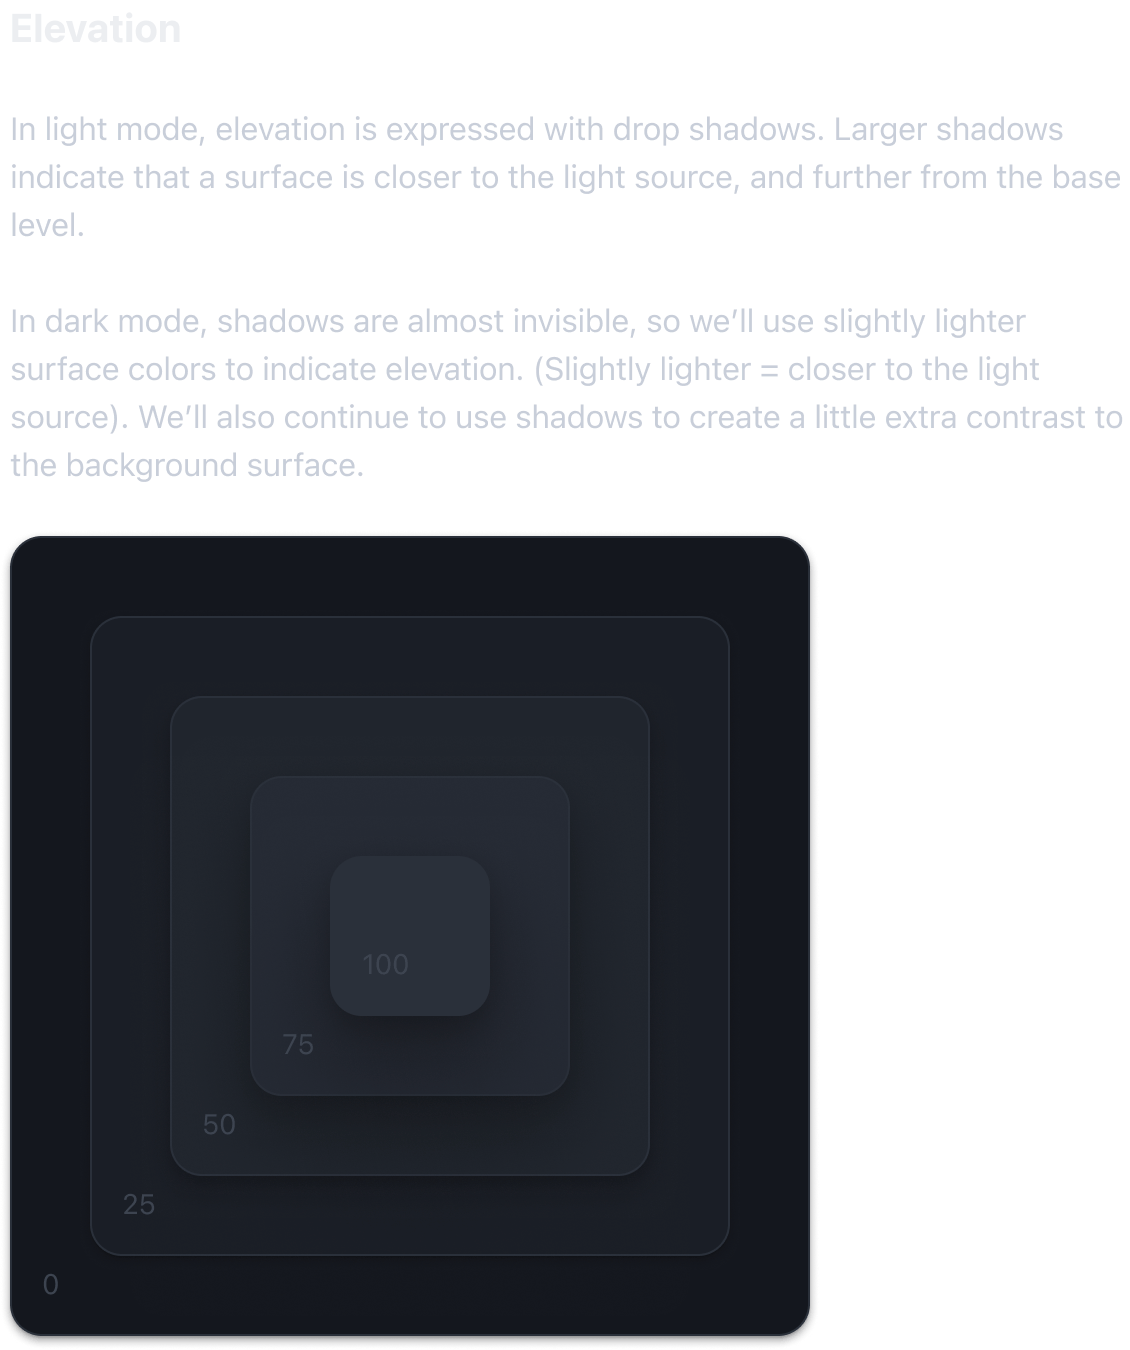 Elevation
In light mode, elevation is expressed with drop shadows. Larger shadows
indicate that a surface is closer to the light source, and further from the base
level.
In dark mode, shadows are almost invisible, so we’ll use slightly lighter
surface colors to indicate elevation. (Slightly lighter = closer to the light
source). We’ll also continue to use shadows to create a little extra contrast to
the background surface.
100
75
50
25
0